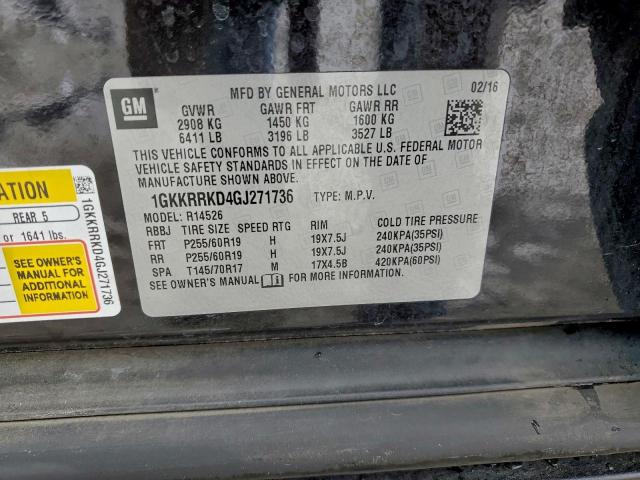 GM
MFD BY GENERAL MOTORS LLC 02/16
GVWR GAWR FRT GAWR RR
2908 KG 1450 KG 1600 KG
6411 LB 3196 LB 3527 LB
THIS VEHICLE CONFORMS TO ALL APPLICABLE U.S. FEDERAL MOTOR
VEHICLE SAFETY STANDARDS IN EFFECT ON THE DATE OF
MANUFACTURE SHOWN ABOVE.
1GKKRRKD4GJ271736 TYPE: M.P.V.
MODEL: R14526
RBBJ TIRE SIZE SPEED RTG RIM COLD TIRE PRESSURE
FRT P255/60R19 H 19X7.5J 240KPA(35PSI)
RR P255/60R19 H 19X7.5J 240KPA(35PSI)
SPA T145/70R17 M 17X4.5B 420KPA(60PSI)
SEE OWNER'S MANUAL FOR MORE INFORMATION
ATION
REAR 5
or 1641 lbs.
SEE OWNER'S
MANUAL FOR
ADDITIONAL
INFORMATION
1GKKRRKD4GJ271736